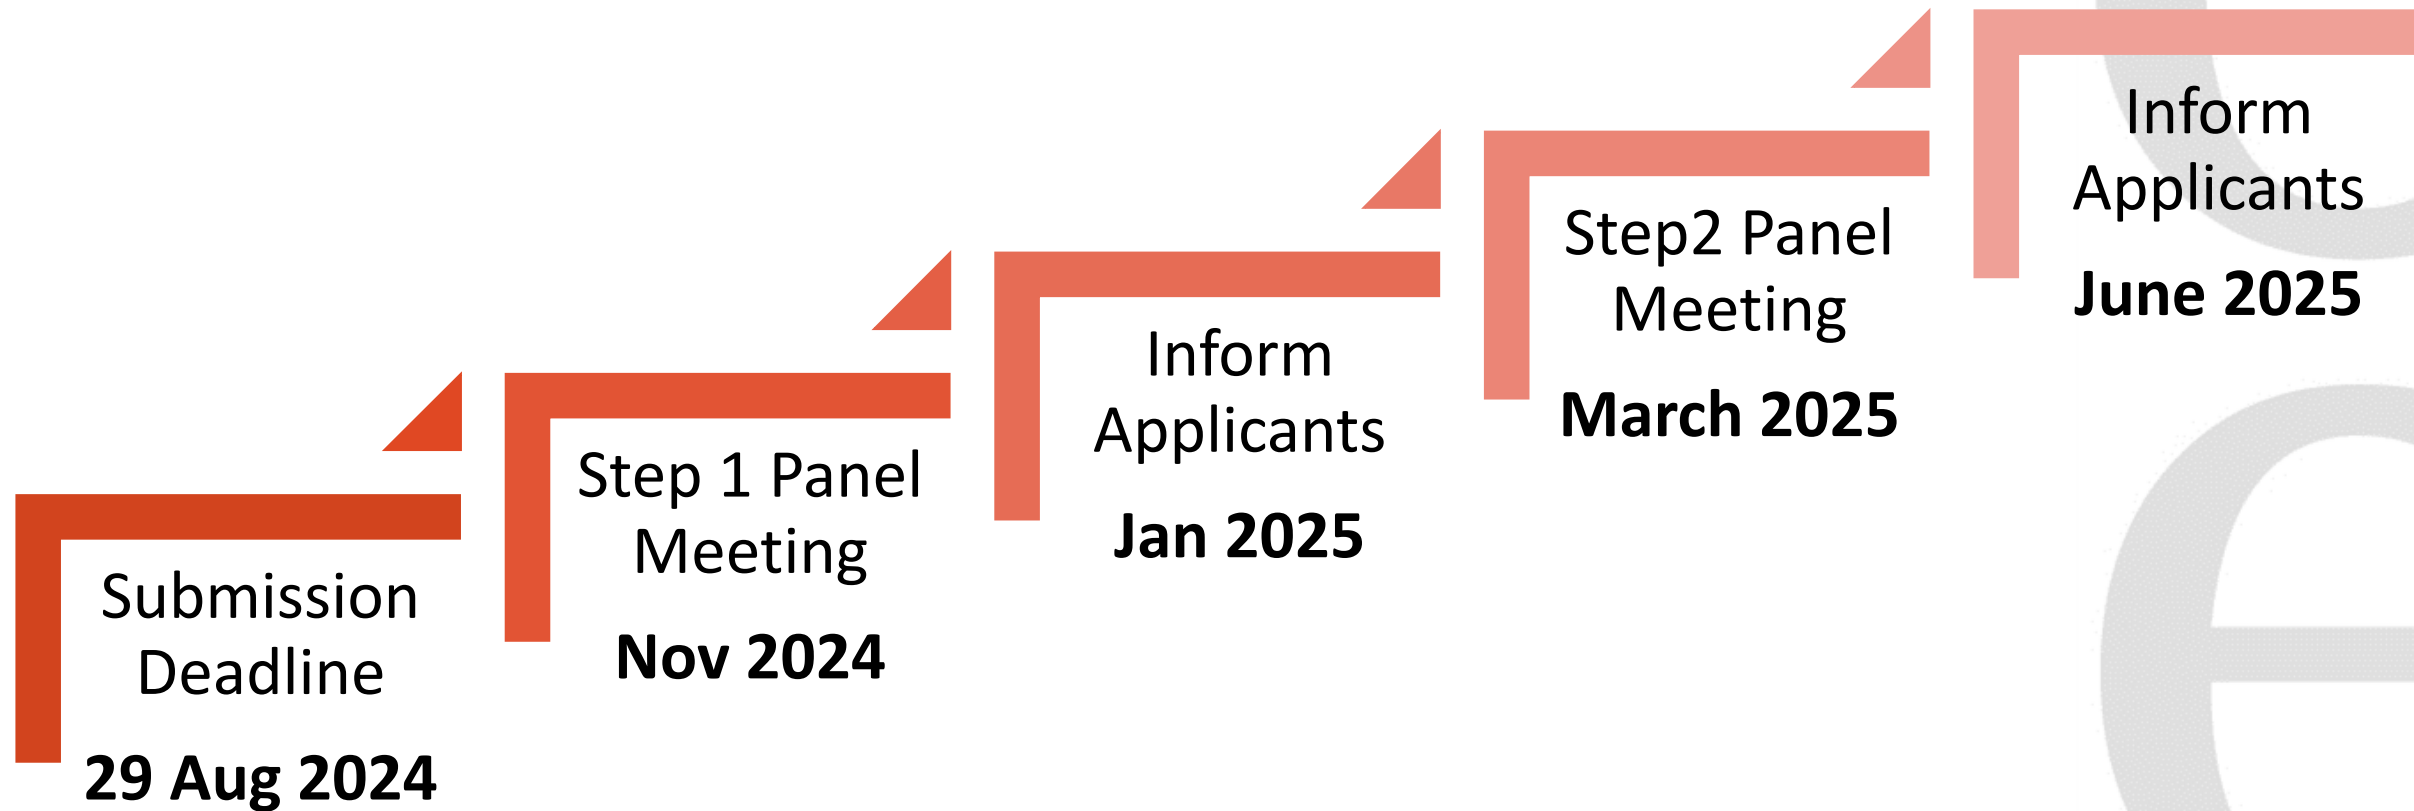 Submission
Deadline
29 Aug 2024
Step 1 Panel
Meeting
Nov 2024
Inform
Applicants
Jan 2025
Step2 Panel
Meeting
March 2025
Inform
Applicants
June 2025